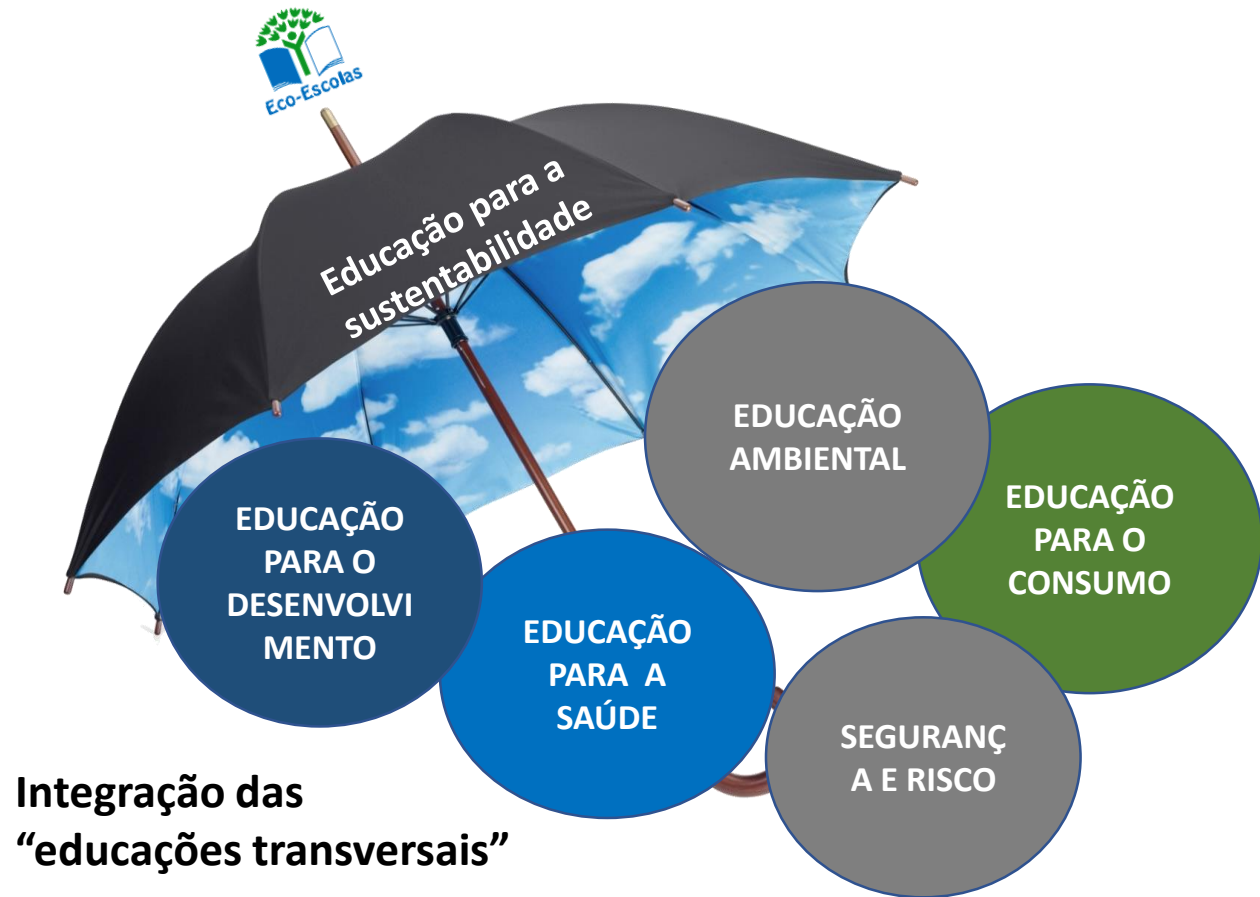 Eco-Escolas
Educação para a
sustentabilidade
EDUCAÇÃO
AMBIENTAL
EDUCAÇÃO
PARA O
CONSUMO
EDUCAÇÃO
PARA O
DESENVOLVI
MENTO
EDUCAÇÃO
PARA A
SAÚDE
SEGURANÇ
A E RISCO
Integração das
“educações transversais”